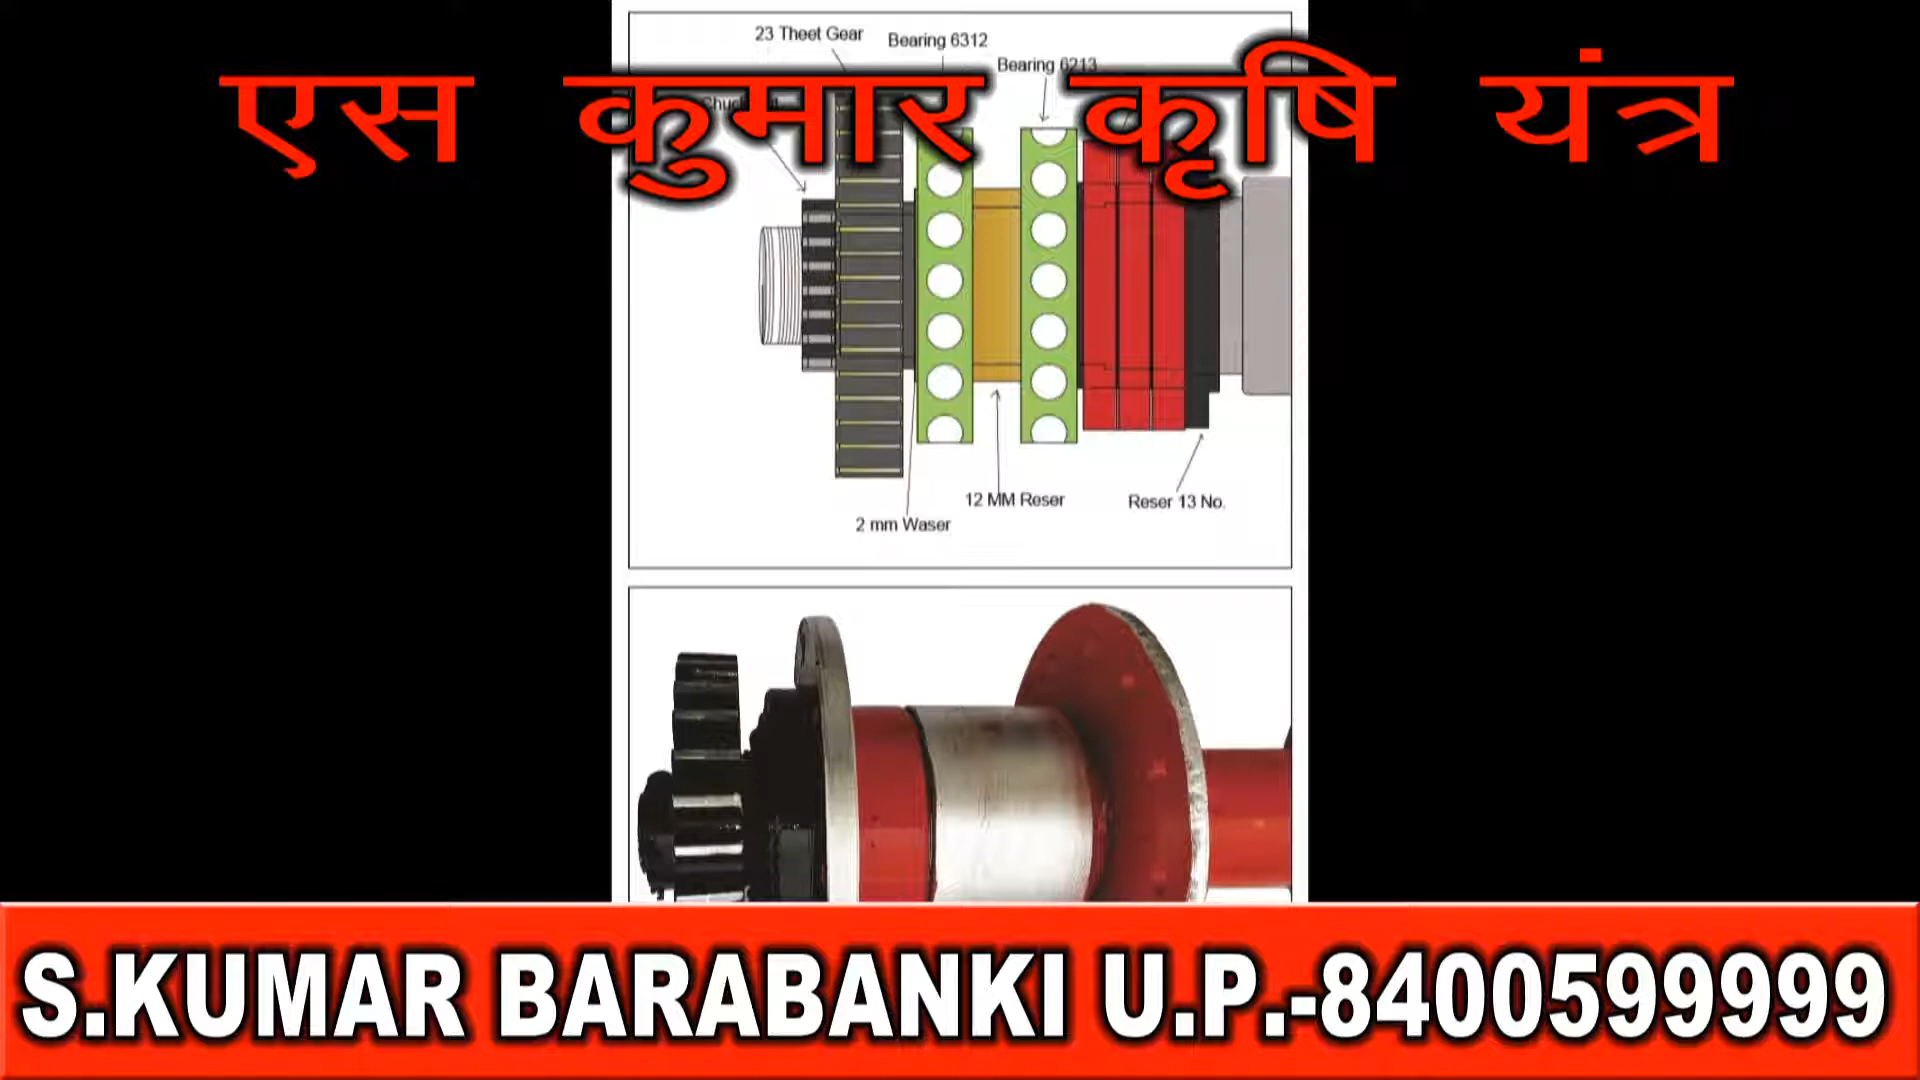 23 Theet Gear
Bearing 6312
Bearing 6213
एस कुमार कृषि यंत्र
12 MM Reser
Reser 13 No.
2 mm Waser
S.KUMAR BARABANKI U.P.-8400599999